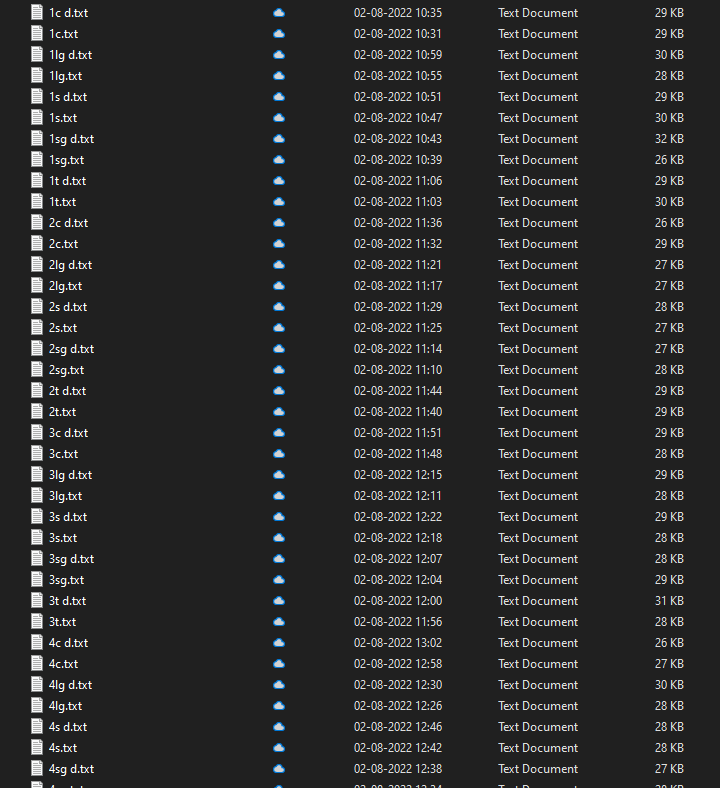 1c d.txt 02-08-2022 10:35 Text Document 29 KB
1c.txt 02-08-2022 10:31 Text Document 29 KB
1lg d.txt 02-08-2022 10:59 Text Document 30 KB
1lg.txt 02-08-2022 10:55 Text Document 28 KB
1s d.txt 02-08-2022 10:51 Text Document 29 KB
1s.txt 02-08-2022 10:47 Text Document 30 KB
1sg d.txt 02-08-2022 10:43 Text Document 32 KB
1sg.txt 02-08-2022 10:39 Text Document 26 KB
1t d.txt 02-08-2022 11:06 Text Document 29 KB
1t.txt 02-08-2022 11:03 Text Document 30 KB
2c d.txt 02-08-2022 11:36 Text Document 26 KB
2c.txt 02-08-2022 11:32 Text Document 29 KB
2lg d.txt 02-08-2022 11:21 Text Document 27 KB
2lg.txt 02-08-2022 11:17 Text Document 27 KB
2s d.txt 02-08-2022 11:29 Text Document 28 KB
2s.txt 02-08-2022 11:25 Text Document 27 KB
2sg d.txt 02-08-2022 11:14 Text Document 27 KB
2sg.txt 02-08-2022 11:10 Text Document 28 KB
2t d.txt 02-08-2022 11:44 Text Document 29 KB
2t.txt 02-08-2022 11:40 Text Document 29 KB
3c d.txt 02-08-2022 11:51 Text Document 29 KB
3c.txt 02-08-2022 11:48 Text Document 28 KB
3lg d.txt 02-08-2022 12:15 Text Document 29 KB
3lg.txt 02-08-2022 12:11 Text Document 28 KB
3s d.txt 02-08-2022 12:22 Text Document 29 KB
3s.txt 02-08-2022 12:18 Text Document 28 KB
3sg d.txt 02-08-2022 12:07 Text Document 28 KB
3sg.txt 02-08-2022 12:04 Text Document 29 KB
3t d.txt 02-08-2022 12:00 Text Document 31 KB
3t.txt 02-08-2022 11:56 Text Document 28 KB
4c d.txt 02-08-2022 13:02 Text Document 26 KB
4c.txt 02-08-2022 12:58 Text Document 27 KB
4lg d.txt 02-08-2022 12:30 Text Document 30 KB
4lg.txt 02-08-2022 12:26 Text Document 28 KB
4s d.txt 02-08-2022 12:46 Text Document 28 KB
4s.txt 02-08-2022 12:42 Text Document 28 KB
4sg d.txt 02-08-2022 12:38 Text Document 27 KB